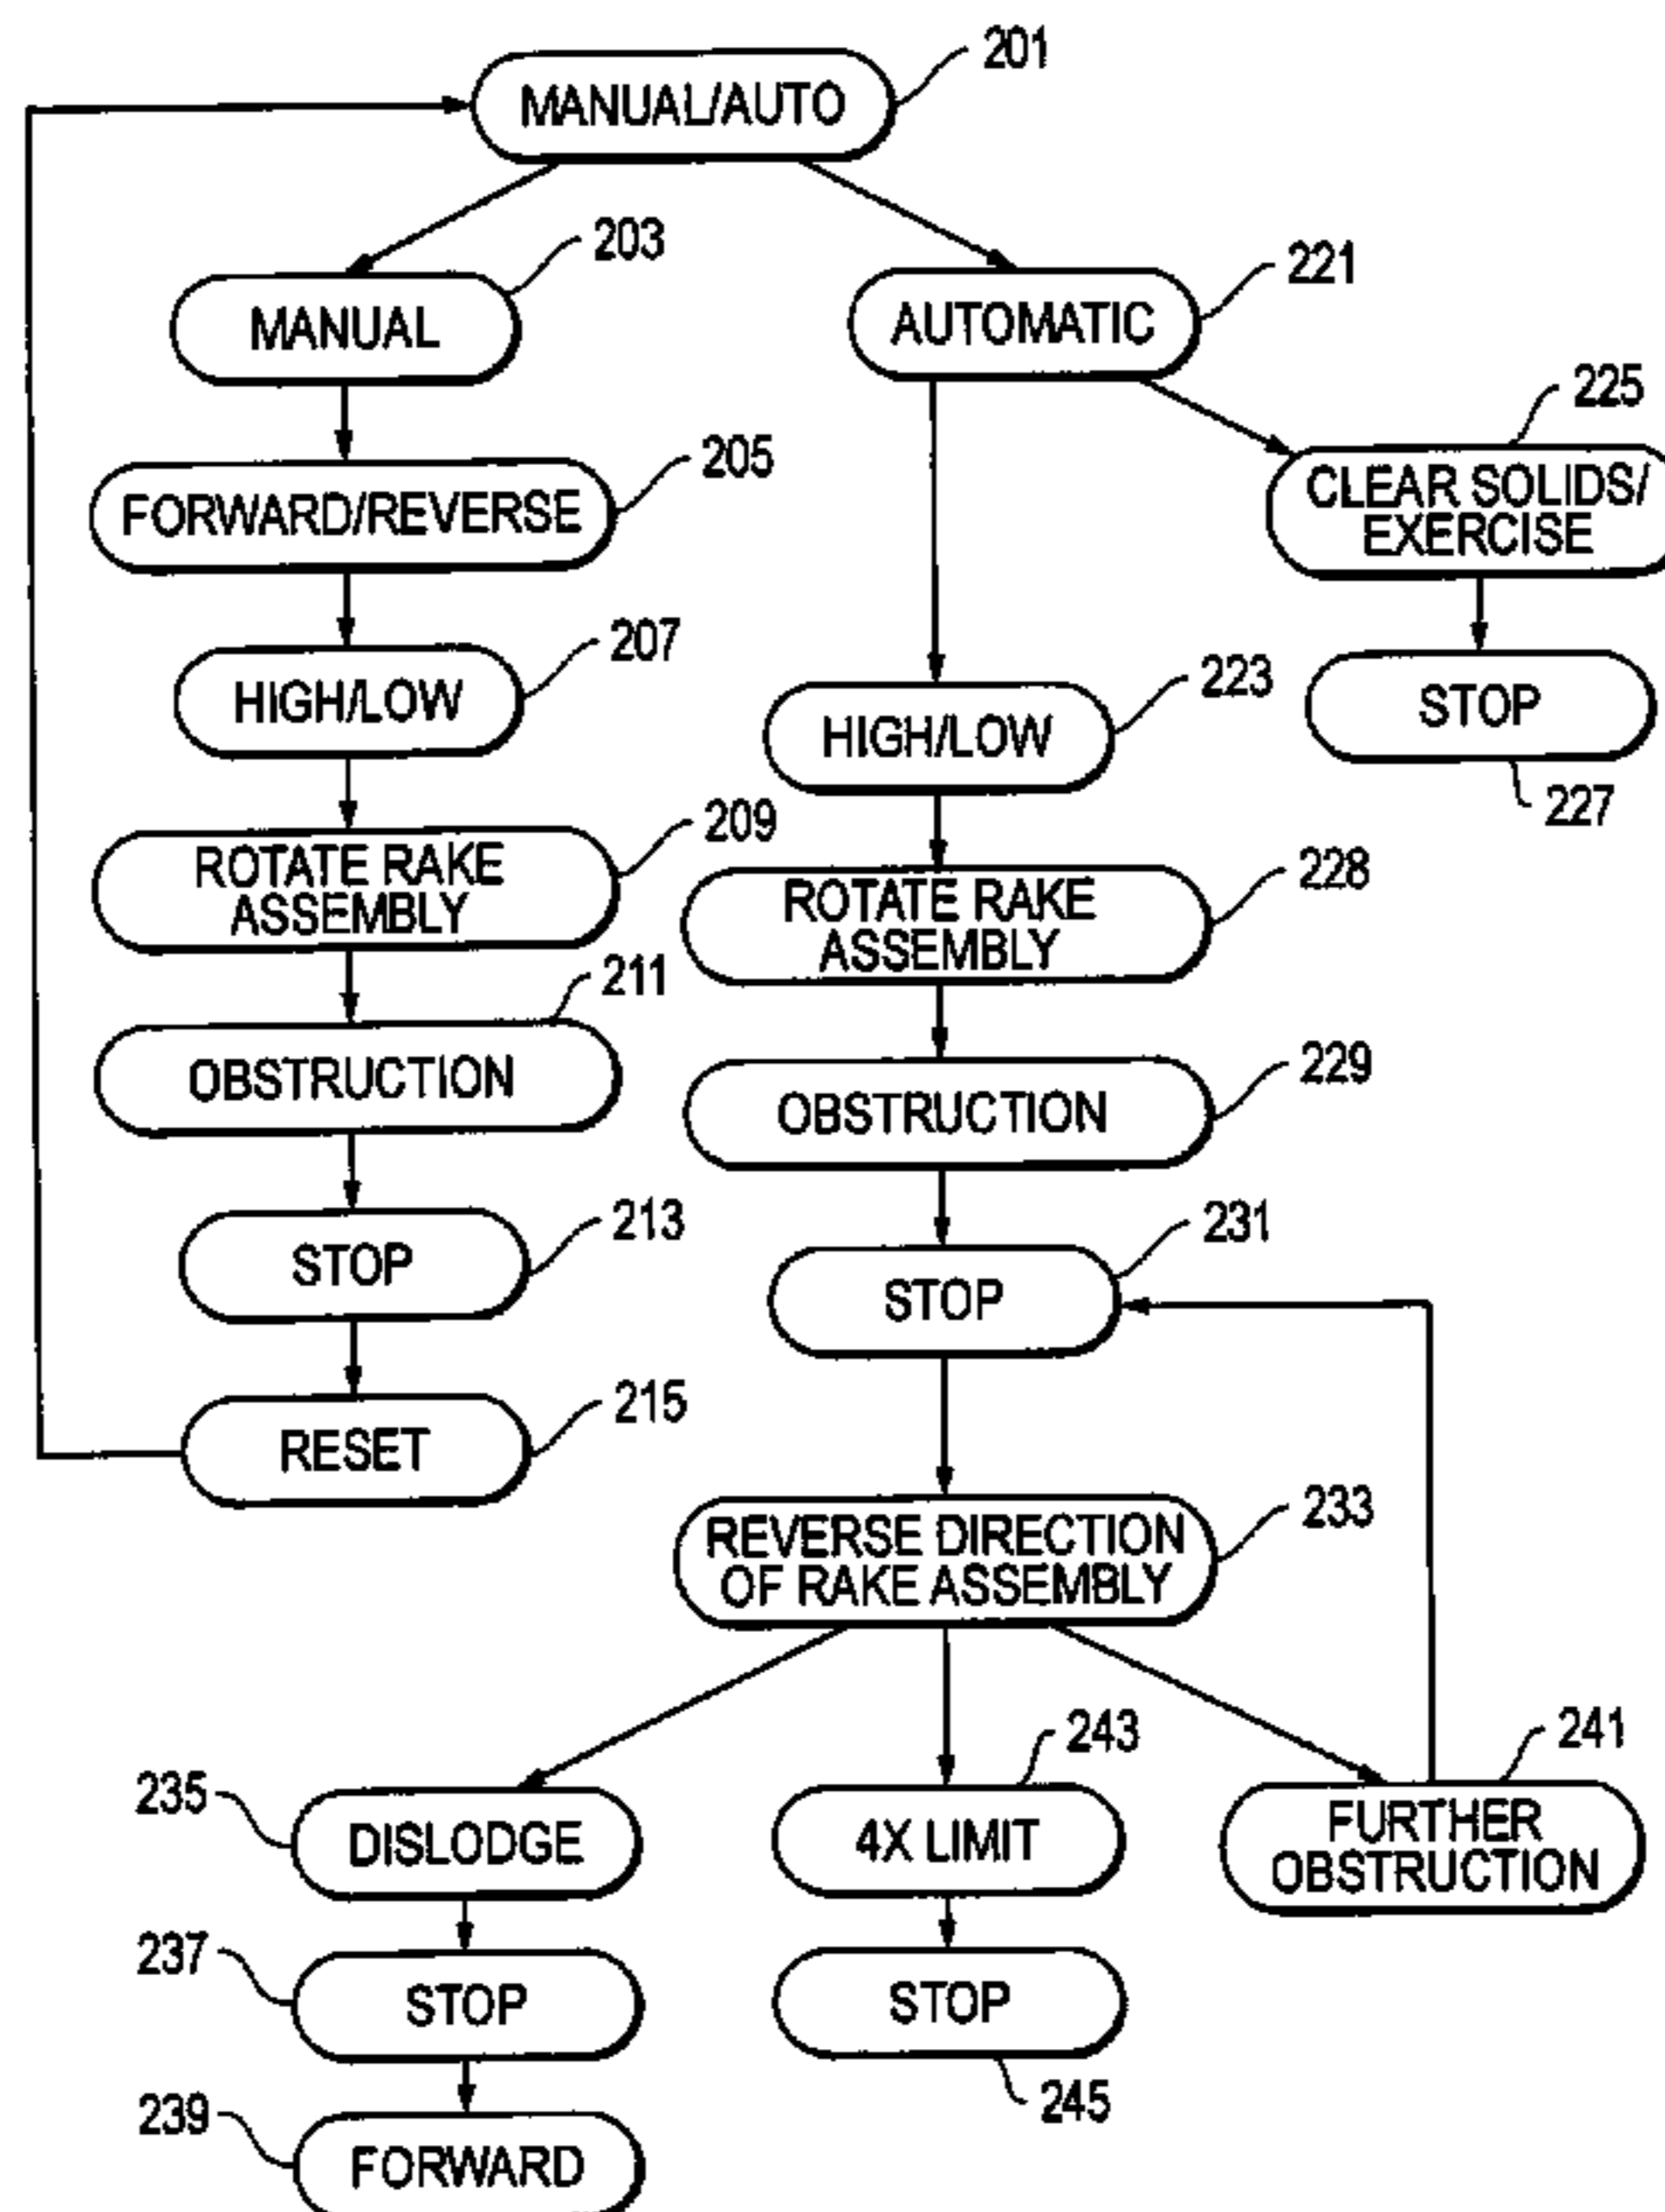 201
MANUAL/AUTO
203
MANUAL
221
AUTOMATIC
205
FORWARD/REVERSE
225
CLEAR SOLIDS/
EXERCISE
207
HIGH/LOW
223
HIGH/LOW
STOP
227
209
ROTATE RAKE
ASSEMBLY
228
ROTATE RAKE
ASSEMBLY
211
OBSTRUCTION
229
OBSTRUCTION
213
STOP
231
STOP
215
RESET
233
REVERSE DIRECTION
OF RAKE ASSEMBLY
235
DISLODGE
243
4X LIMIT
241
FURTHER
OBSTRUCTION
237
STOP
STOP
245
239
FORWARD